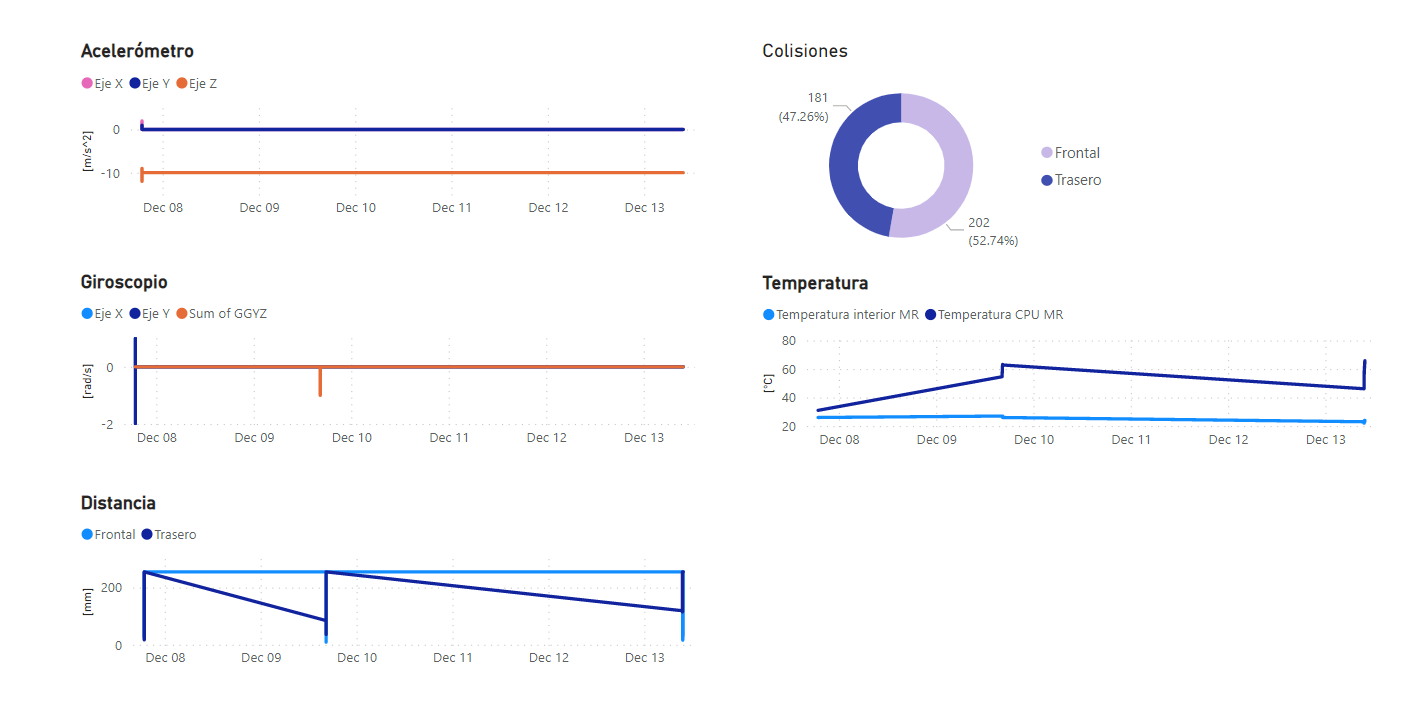 Acelerómetro
Eje X Eje Y Eje Z
[m/s^2]
0
-10
Dec 08 Dec 09 Dec 10 Dec 11 Dec 12 Dec 13
Colisiones
181
(47.26%)
202
(52.74%)
Frontal
Trasero
Giroscopio
Eje X Eje Y Sum of GGYZ
[rad/s]
0
-2
Dec 08 Dec 09 Dec 10 Dec 11 Dec 12 Dec 13
Temperatura
Temperatura interior MR Temperatura CPU MR
[°C]
80
60
40
20
Dec 08 Dec 09 Dec 10 Dec 11 Dec 12 Dec 13
Distancia
Frontal Trasero
[mm]
200
0
Dec 08 Dec 09 Dec 10 Dec 11 Dec 12 Dec 13